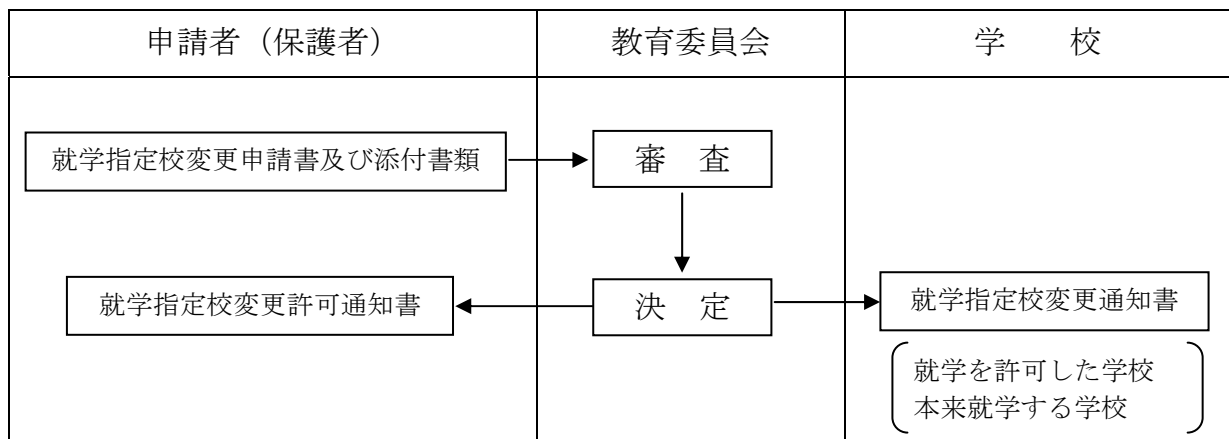 申請者（保護者）
教育委員会
学　　校
就学指定校変更申請書及び添付書類
審　査
就学指定校変更許可通知書
決　定
就学指定校変更通知書
就学を許可した学校
本来就学する学校